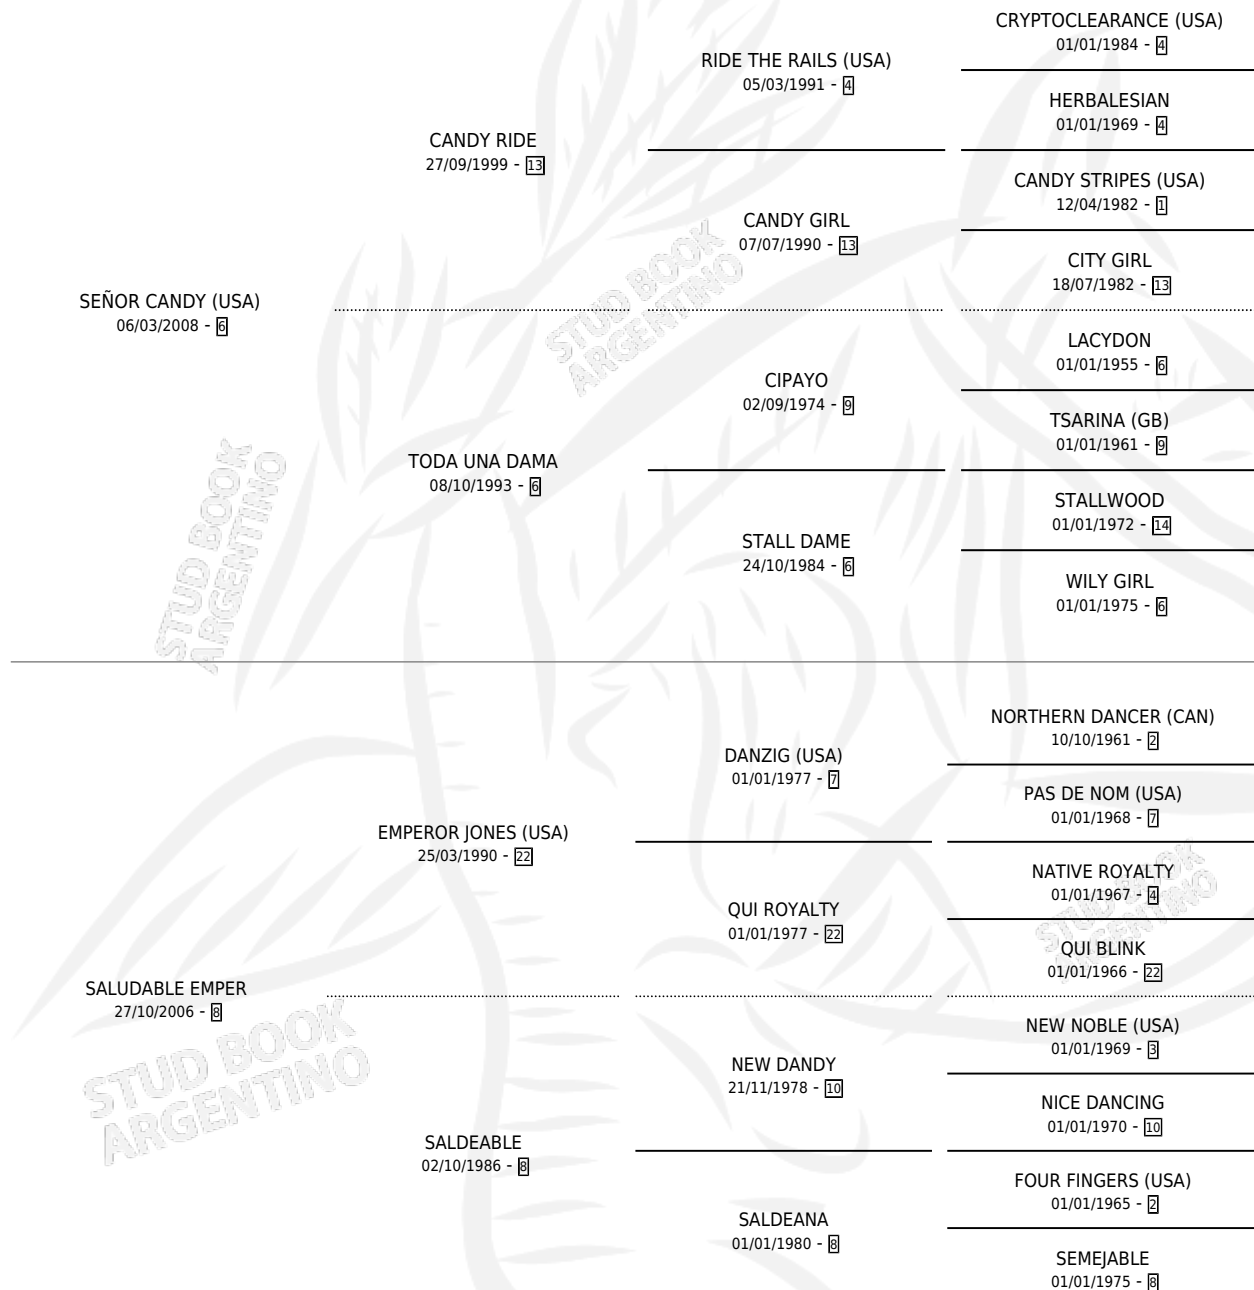 CRYPTOCLEARANCE (USA)
01/01/1984 - 4
RIDE THE RAILS (USA)
05/03/1991 - 4
HERBALESIAN
01/01/1969 - 4
CANDY RIDE
27/09/1999 - 13
CANDY STRIPES (USA)
12/04/1982 - 1
CANDY GIRL
07/07/1990 - 13
CITY GIRL
18/07/1982 - 13
SEÑOR CANDY (USA)
06/03/2008 - 6
LACYDON
01/01/1955 - 6
CIPAYO
02/09/1974 - 9
TSARINA (GB)
01/01/1961 - 9
TODA UNA DAMA
08/10/1993 - 6
STALLWOOD
01/01/1972 - 14
STALL DAME
24/10/1984 - 6
WILY GIRL
01/01/1975 - 6
STUD BOOK
ARGENTINO
STUD BOOK
ARGENTINO
NORTHERN DANCER (CAN)
10/10/1961 - 2
DANZIG (USA)
01/01/1977 - 7
PAS DE NOM (USA)
01/01/1968 - 7
EMPEROR JONES (USA)
25/03/1990 - 22
NATIVE ROYALTY
01/01/1967 - 4
QUI ROYALTY
01/01/1977 - 22
QUI BLINK
01/01/1966 - 22
STUD BOOK
ARGENTINO
SALUDABLE EMPER
27/10/2006 - 8
NEW NOBLE (USA)
01/01/1969 - 3
NEW DANDY
21/11/1978 - 10
NICE DANCING
01/01/1970 - 10
SALDEABLE
02/10/1986 - 8
FOUR FINGERS (USA)
01/01/1965 - 2
SALDEANA
01/01/1980 - 8
SEMEJABLE
01/01/1975 - 8
STUD BOOK
ARGENTINO